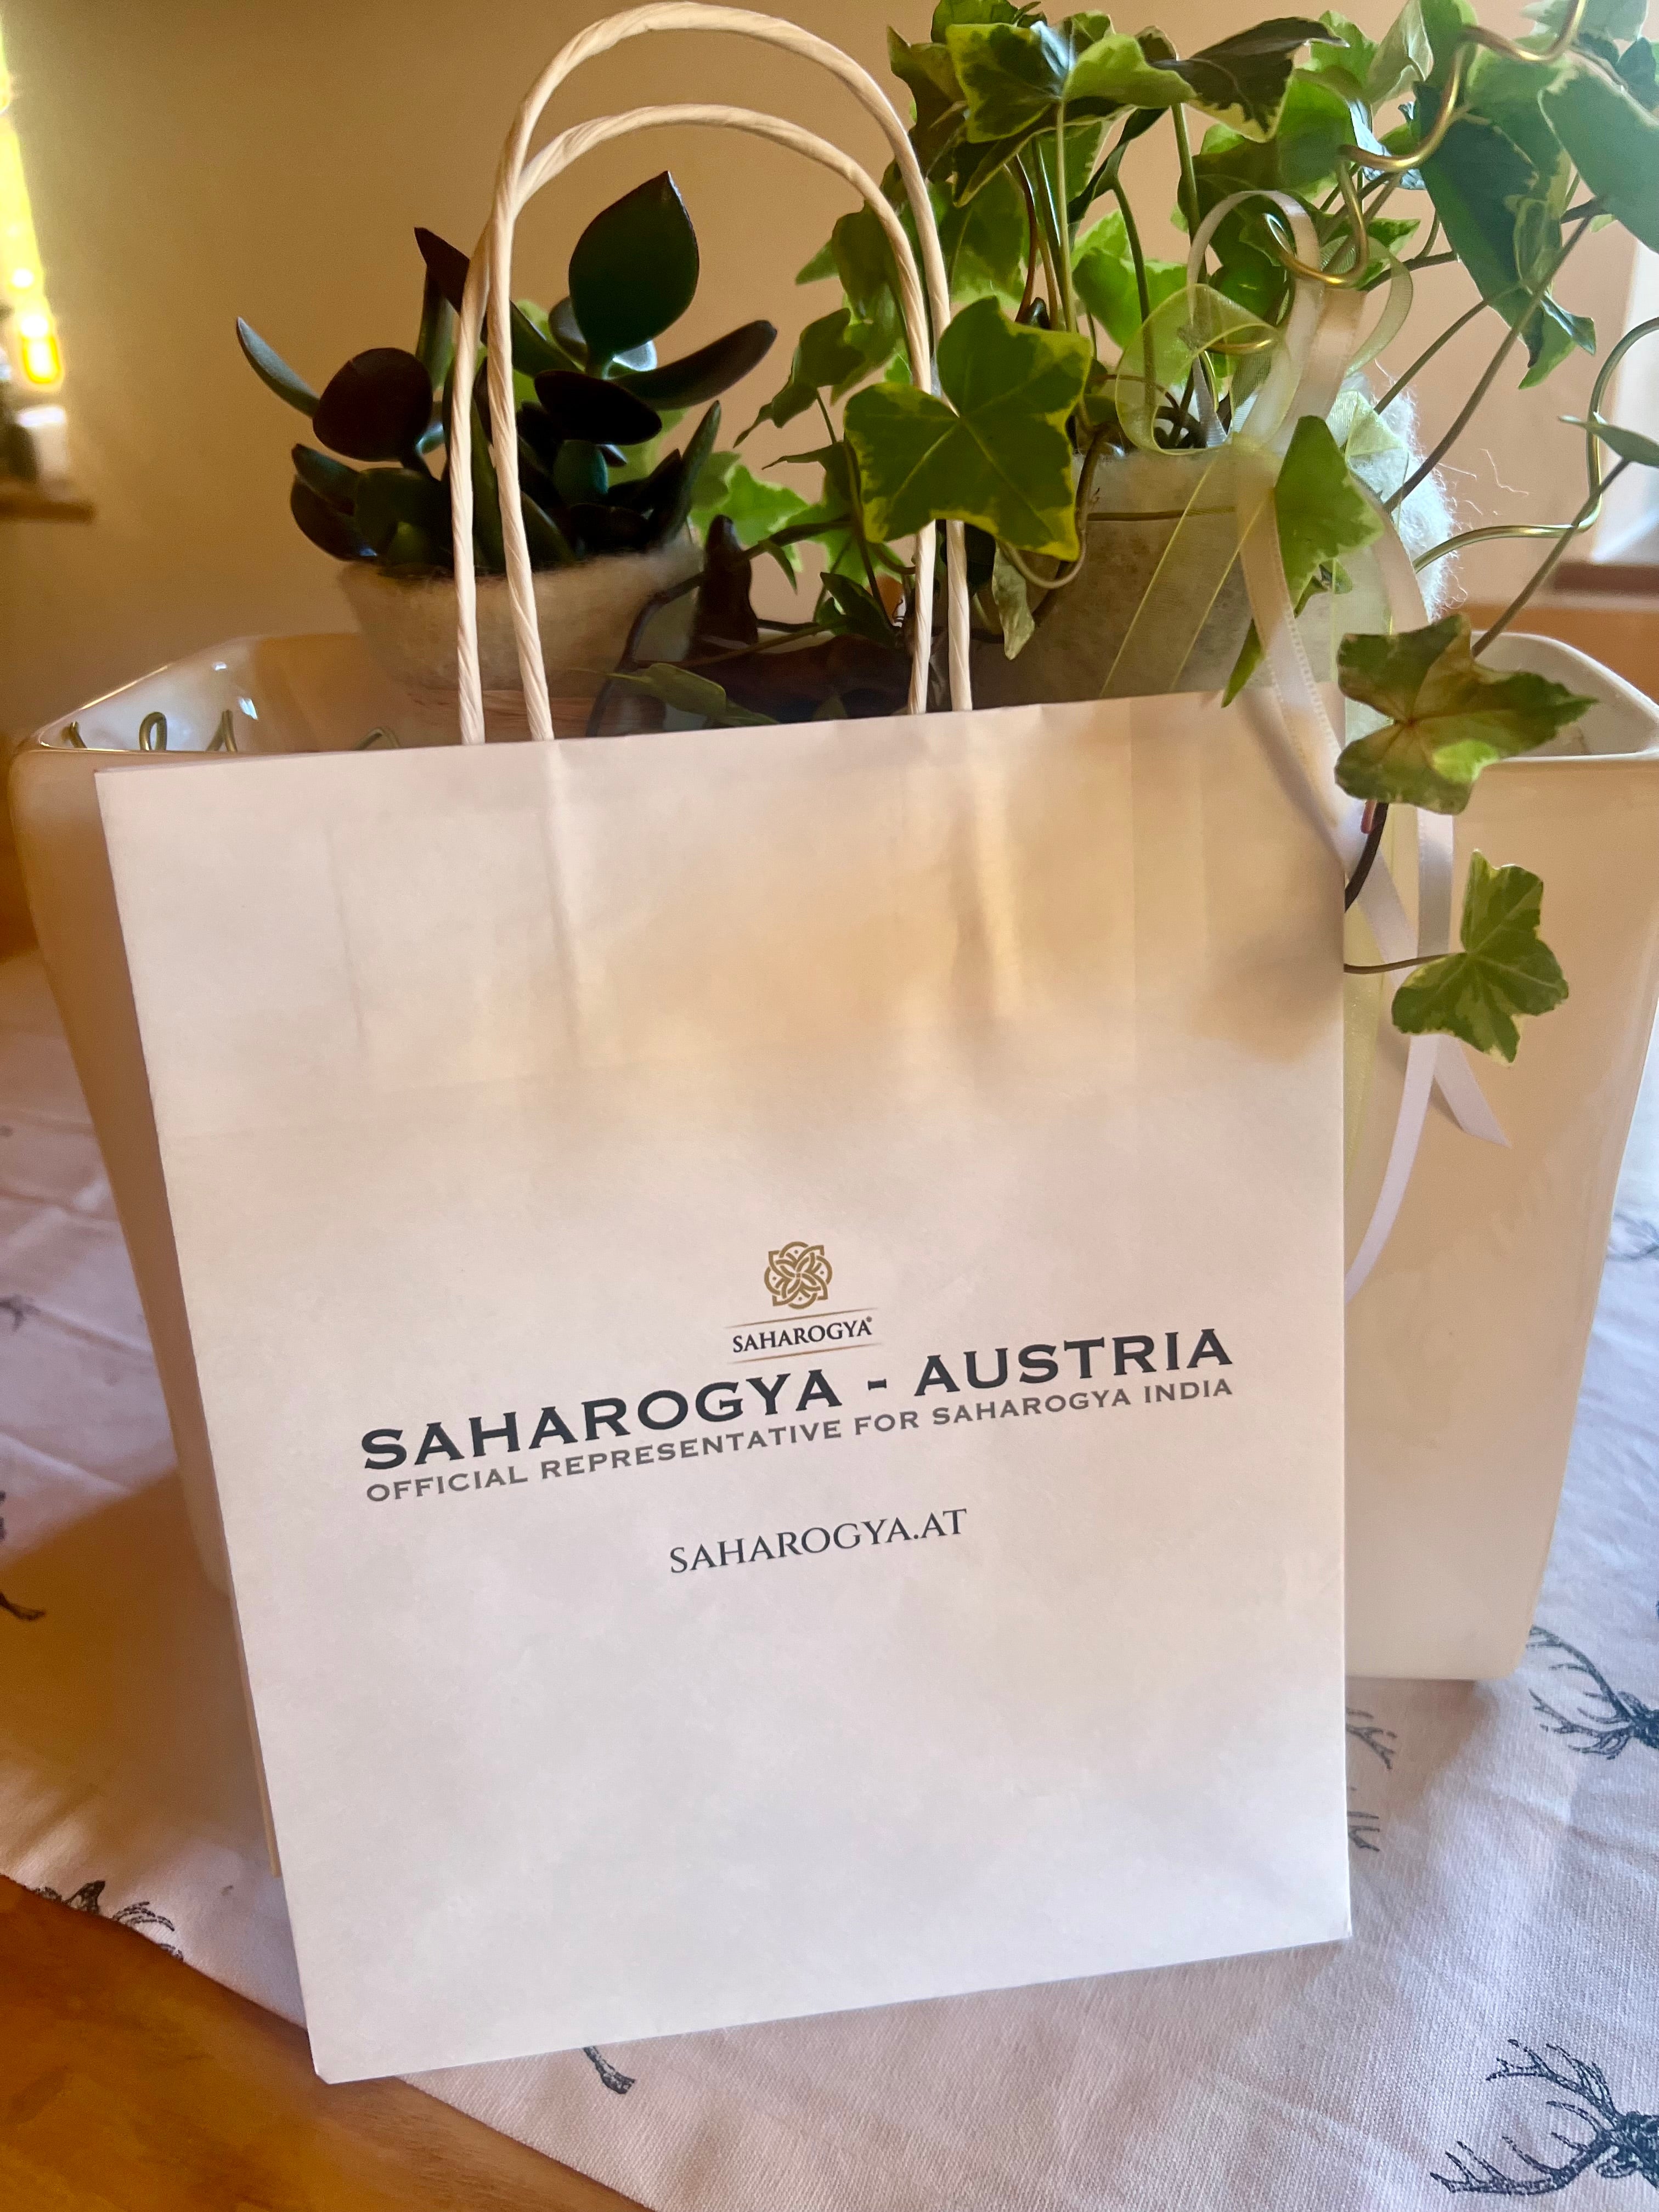 SAHAROGYA®
SAHAROGYA - AUSTRIA
OFFICIAL REPRESENTATIVE FOR SAHAROGYA INDIA
SAHAROGYA.AT